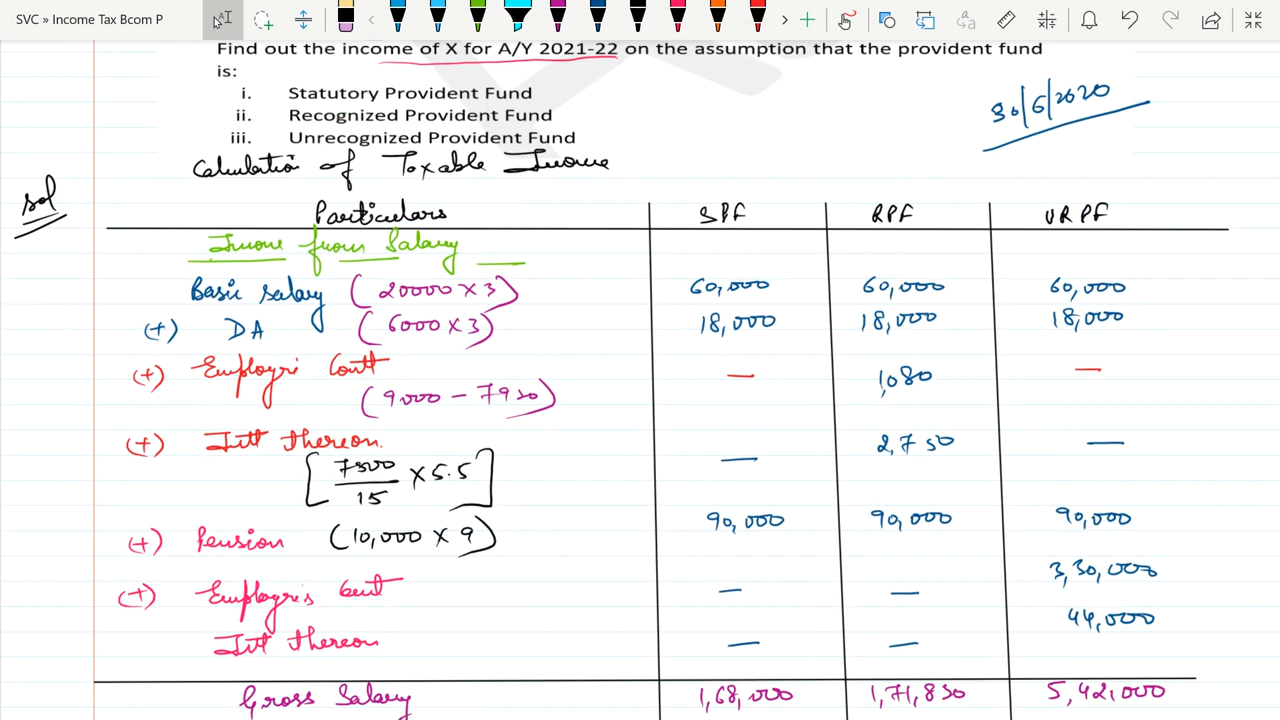 SVC » Income Tax Bcom P
Find out the income of X for A/Y 2021-22 on the assumption that the provident fund
is:
i. Statutory Provident Fund
ii. Recognized Provident Fund
iii. Unrecognized Provident Fund
30/6/2020
Calculation of Taxable Income
Sol
Particulars SPF RPF URPF
Income from Salary
Basic salary (20000 x 3) 60,000 60,000 60,000
(+) DA (6000 x 3) 18,000 18,000 18,000
(+) Employer Cont — 1,080 —
(9000 - 7920)
(+) Intt thereon. — 2,750 —
[7500/15 x 5.5]
(+) Pension (10,000 x 9) 90,000 90,000 90,000
(+) Employer's Cont — — 3,30,000
Intt thereon — — 44,000
Gross Salary 1,68,000 1,71,830 5,42,000